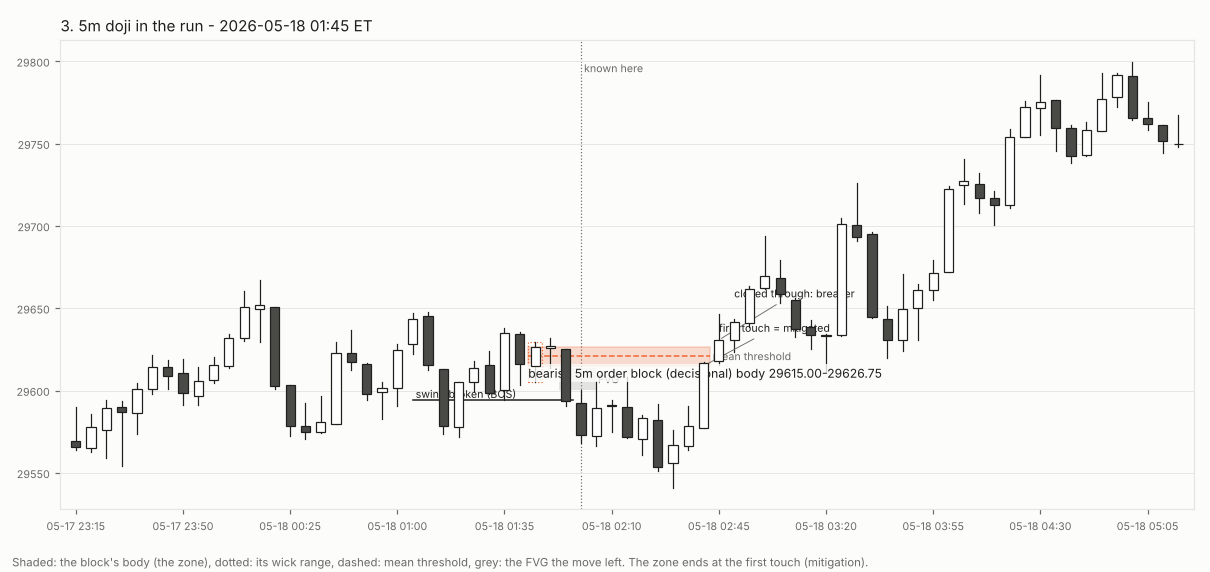 3. 5m doji in the run - 2026-05-18 01:45 ET
known here
29800
29750
29700
29650
29600
29550
closed through: breaker
first touch = mitigated
mean threshold
bearish 5m order block (decisional) body 29615.00-29626.75
FVG
swing broken (BOS)
05-17 23:15
05-17 23:50
05-18 00:25
05-18 01:00
05-18 01:35
05-18 02:10
05-18 02:45
05-18 03:20
05-18 03:55
05-18 04:30
05-18 05:05
Shaded: the block's body (the zone), dotted: its wick range, dashed: mean threshold, grey: the FVG the move left. The zone ends at the first touch (mitigation).